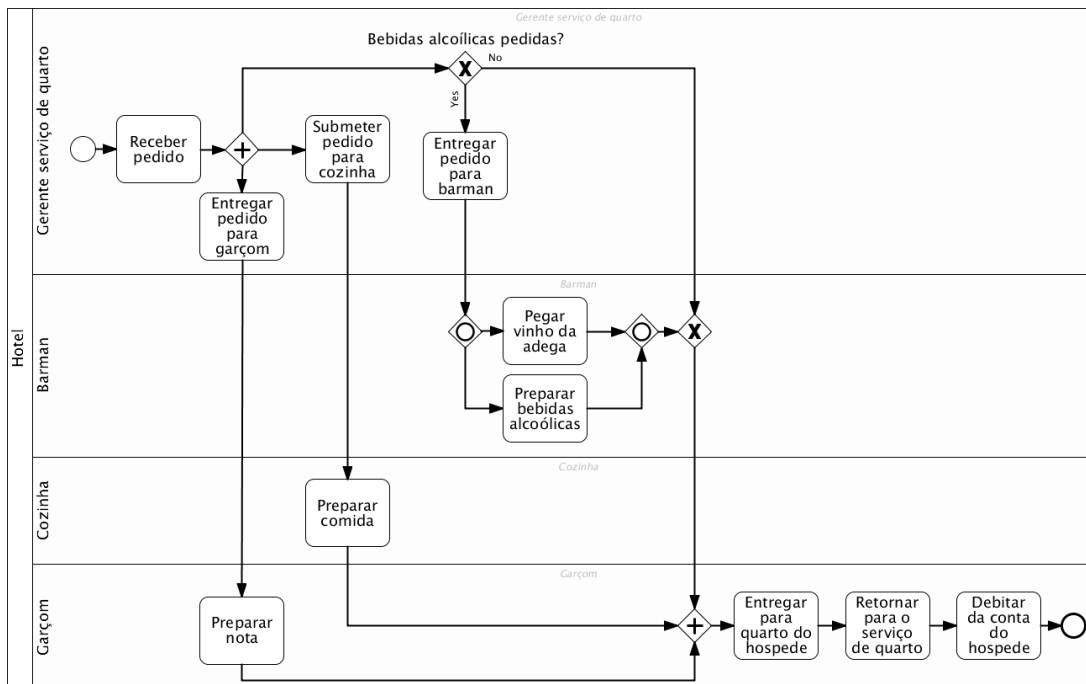 Gerente serviço de quarto
Bebidas alcoílicas pedidas?
No
Yes
Hotel
Gerente serviço de quarto
Receber
pedido
Submeter
pedido
para
cozinha
Entregar
pedido
para
barman
Entregar
pedido
para
garçom
Barman
Barman
Pegar
vinho da
adega
Preparar
bebidas
alcoólicas
Cozinha
Cozinha
Preparar
comida
Garçom
Garçom
Preparar
nota
Entregar
para
quarto do
hospede
Retornar
para o
serviço
de quarto
Debitar
da conta
do
hospede